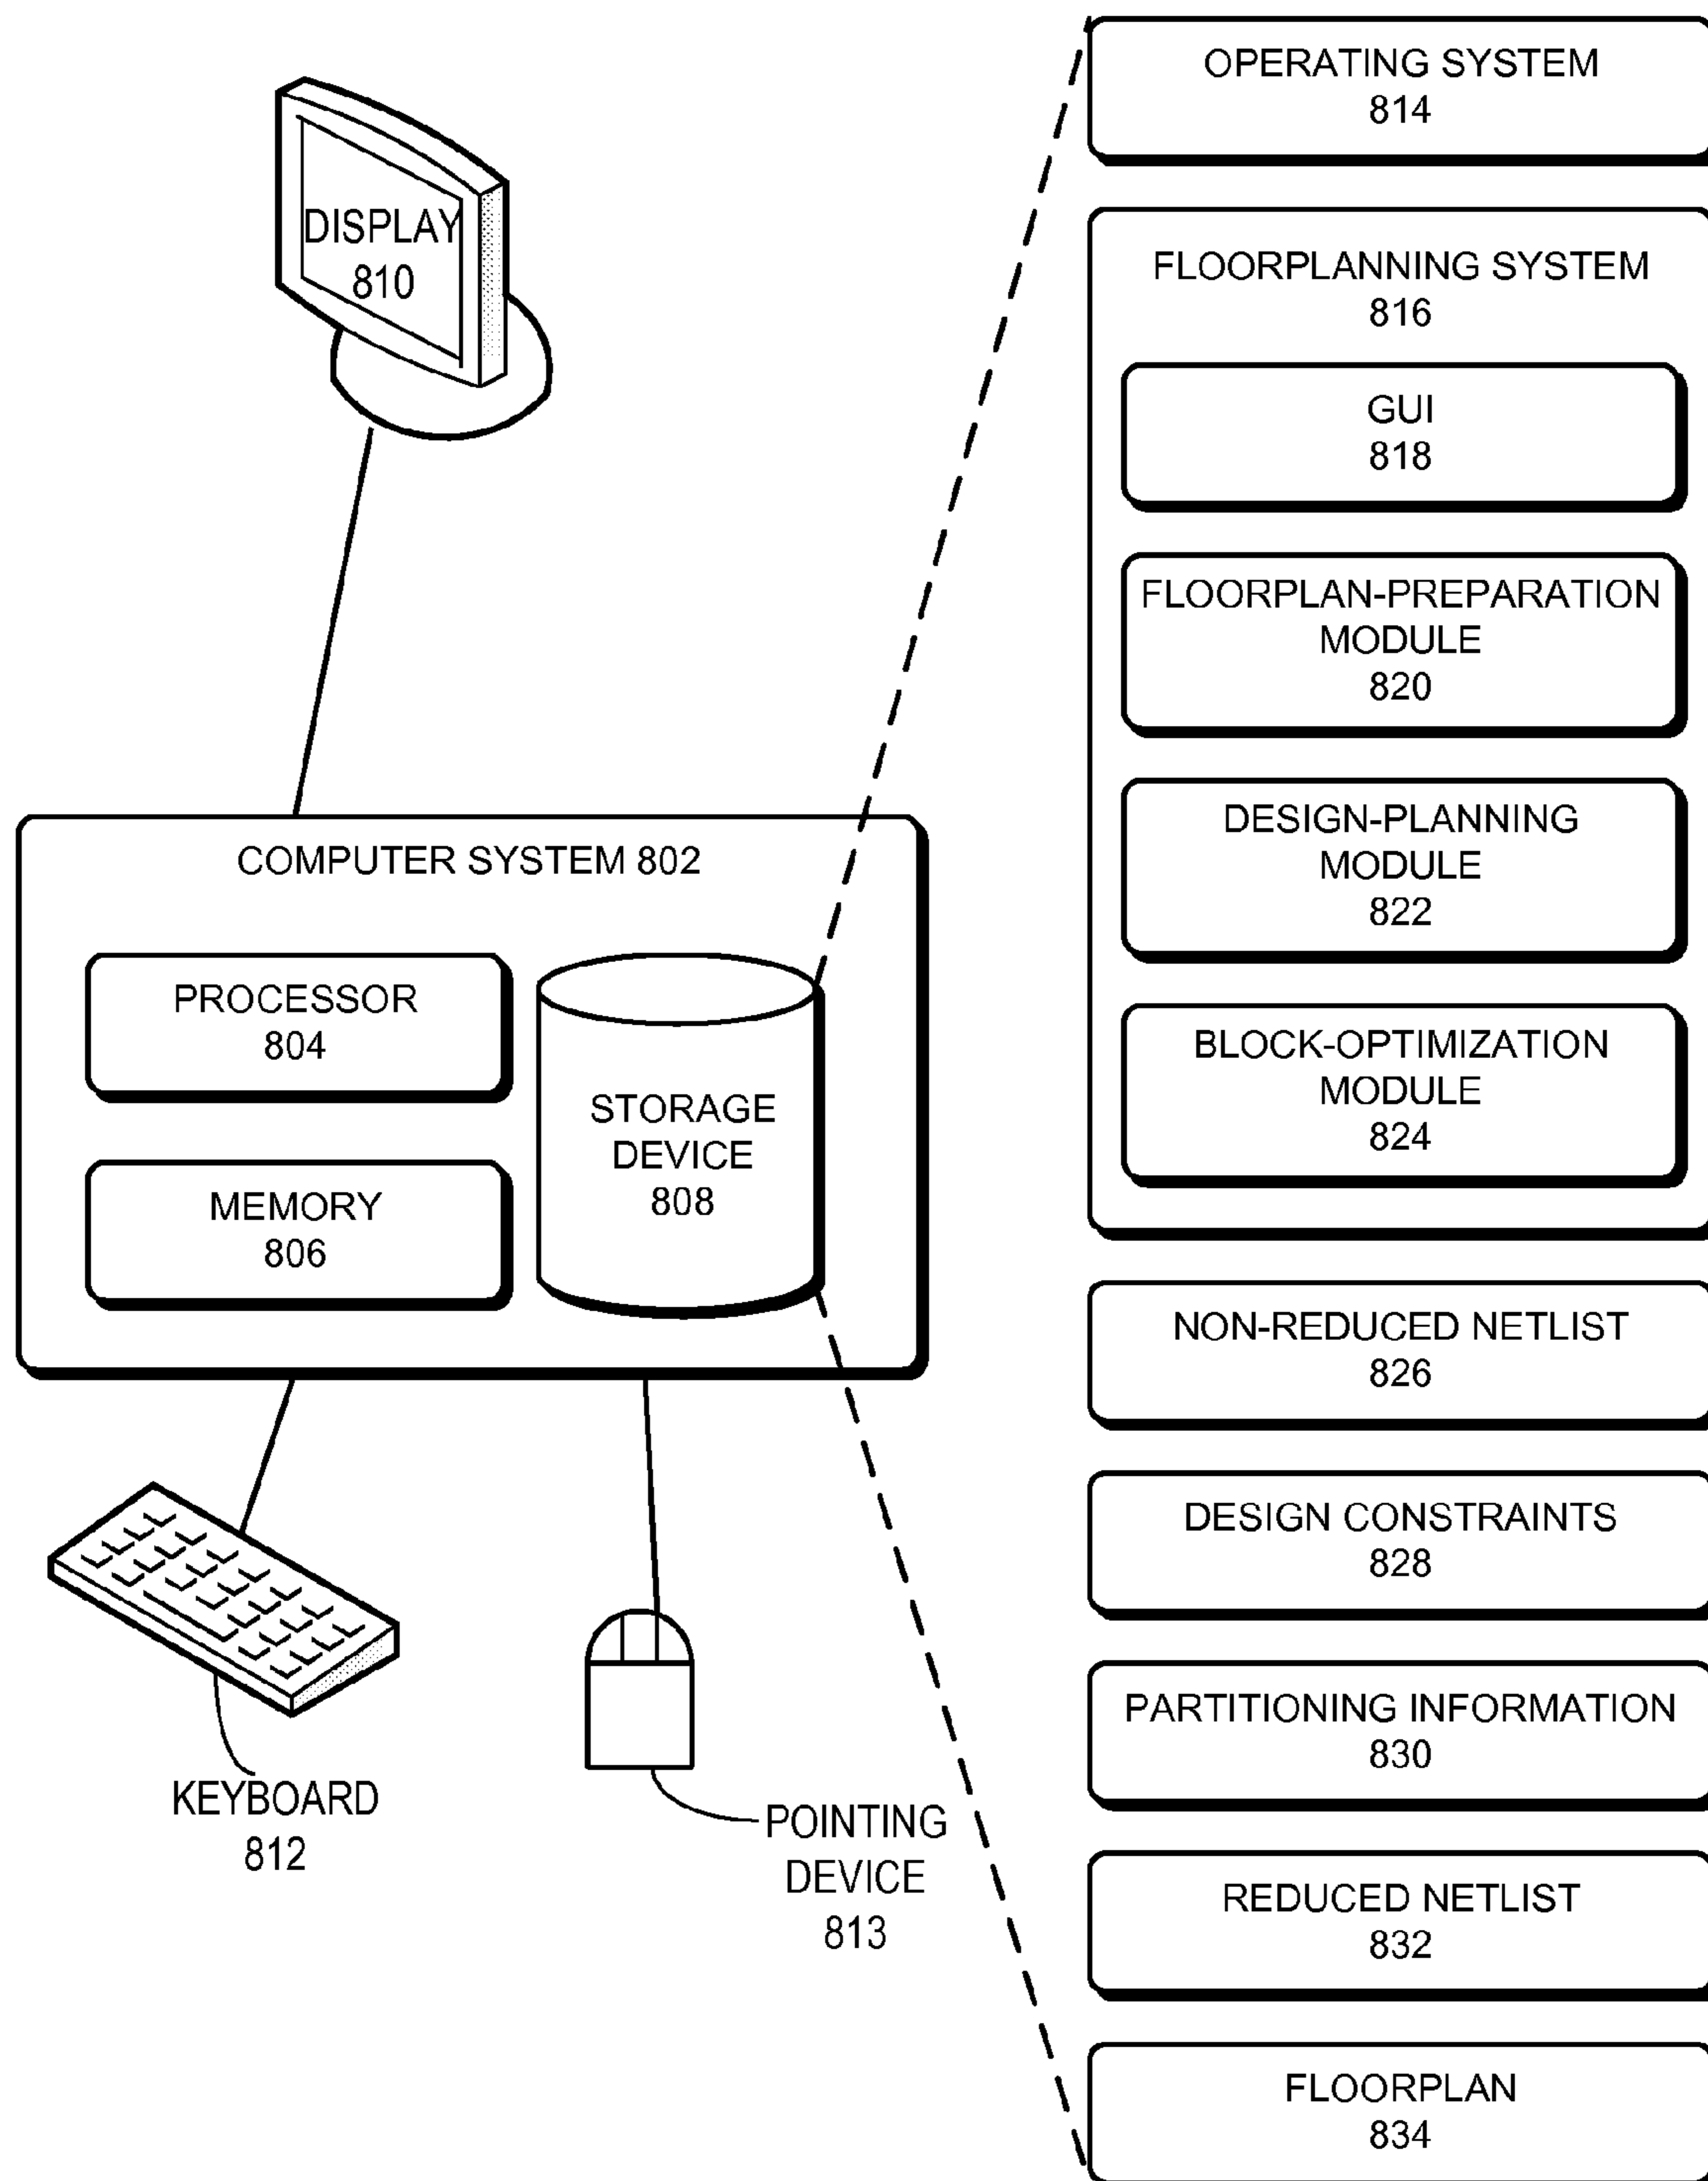 DISPLAY
810
COMPUTER SYSTEM 802
PROCESSOR
804
MEMORY
806
STORAGE
DEVICE
808
KEYBOARD
812
POINTING
DEVICE
813
OPERATING SYSTEM
814
FLOORPLANNING SYSTEM
816
GUI
818
FLOORPLAN-PREPARATION
MODULE
820
DESIGN-PLANNING
MODULE
822
BLOCK-OPTIMIZATION
MODULE
824
NON-REDUCED NETLIST
826
DESIGN CONSTRAINTS
828
PARTITIONING INFORMATION
830
REDUCED NETLIST
832
FLOORPLAN
834